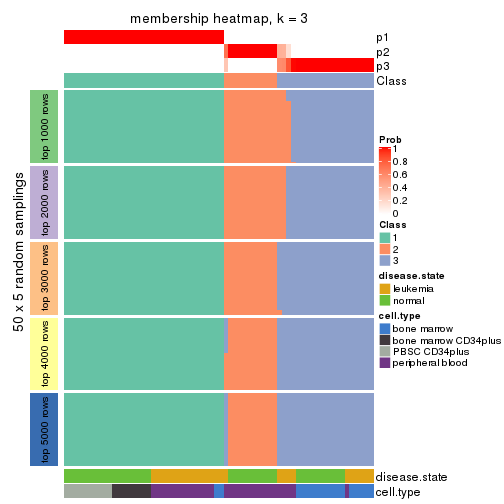 membership heatmap, k = 3
p1
p2
p3
Class
50 x 5 random samplings
top 1000 rows
top 2000 rows
top 3000 rows
top 4000 rows
top 5000 rows
Prob
1
0.8
0.6
0.4
0.2
0
Class
1
2
3
disease.state
leukemia
normal
cell.type
bone marrow
bone marrow CD34plus
PBSC CD34plus
peripheral blood
disease.state
cell.type